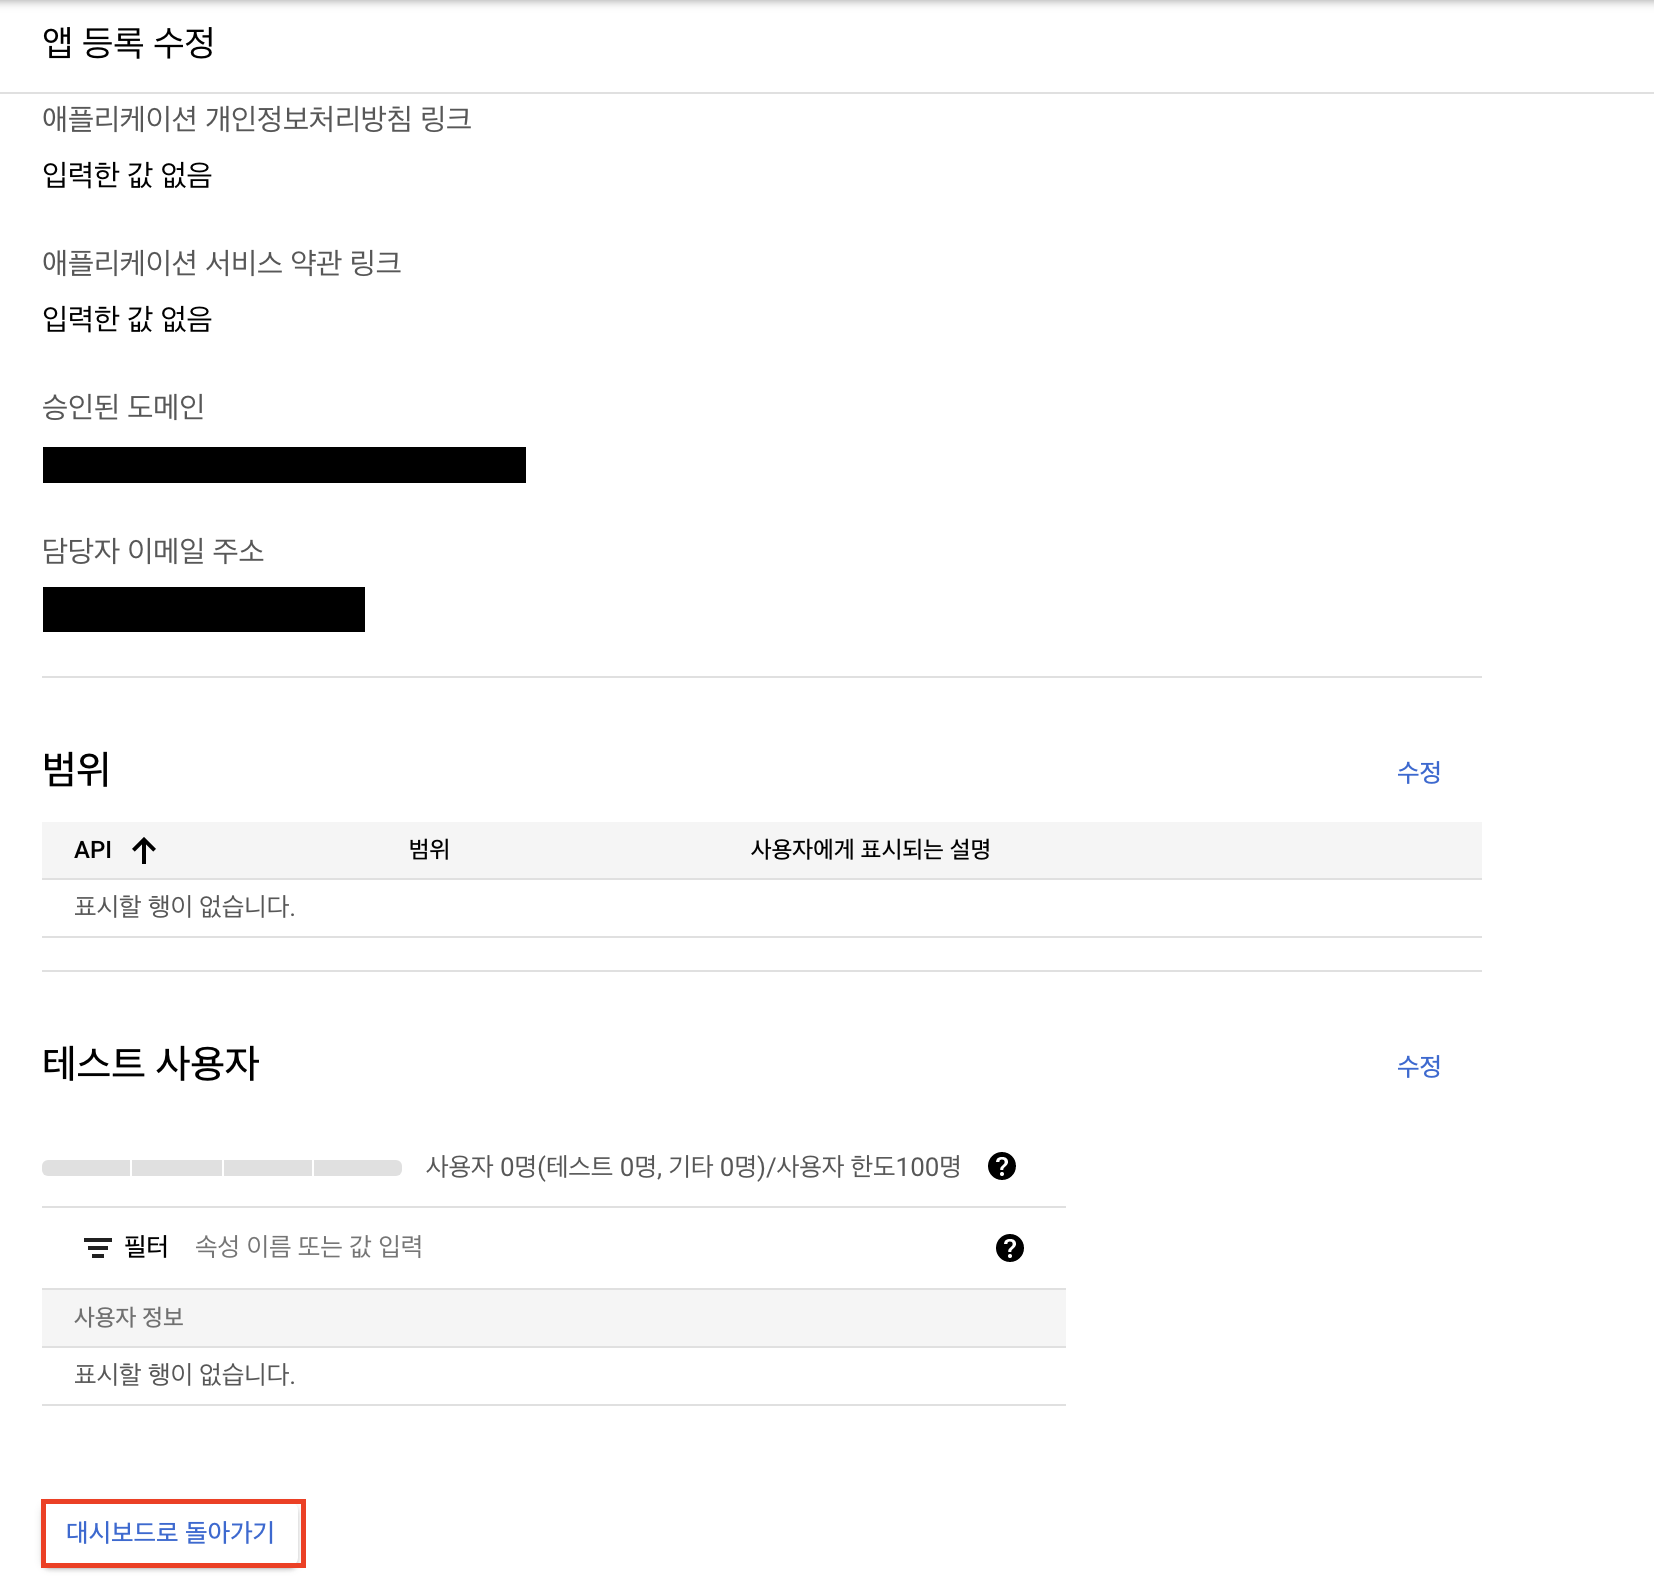 앱 등록 수정
애플리케이션 개인정보처리방침 링크
입력한 값 없음
애플리케이션 서비스 약관 링크
입력한 값 없음
승인된 도메인
담당자 이메일 주소
범위 수정
API 범위 사용자에게 표시되는 설명
표시할 행이 없습니다.
테스트 사용자 수정
사용자 0명(테스트 0명, 기타 0명)/사용자 한도100명
필터 속성 이름 또는 값 입력
사용자 정보
표시할 행이 없습니다.
대시보드로 돌아가기